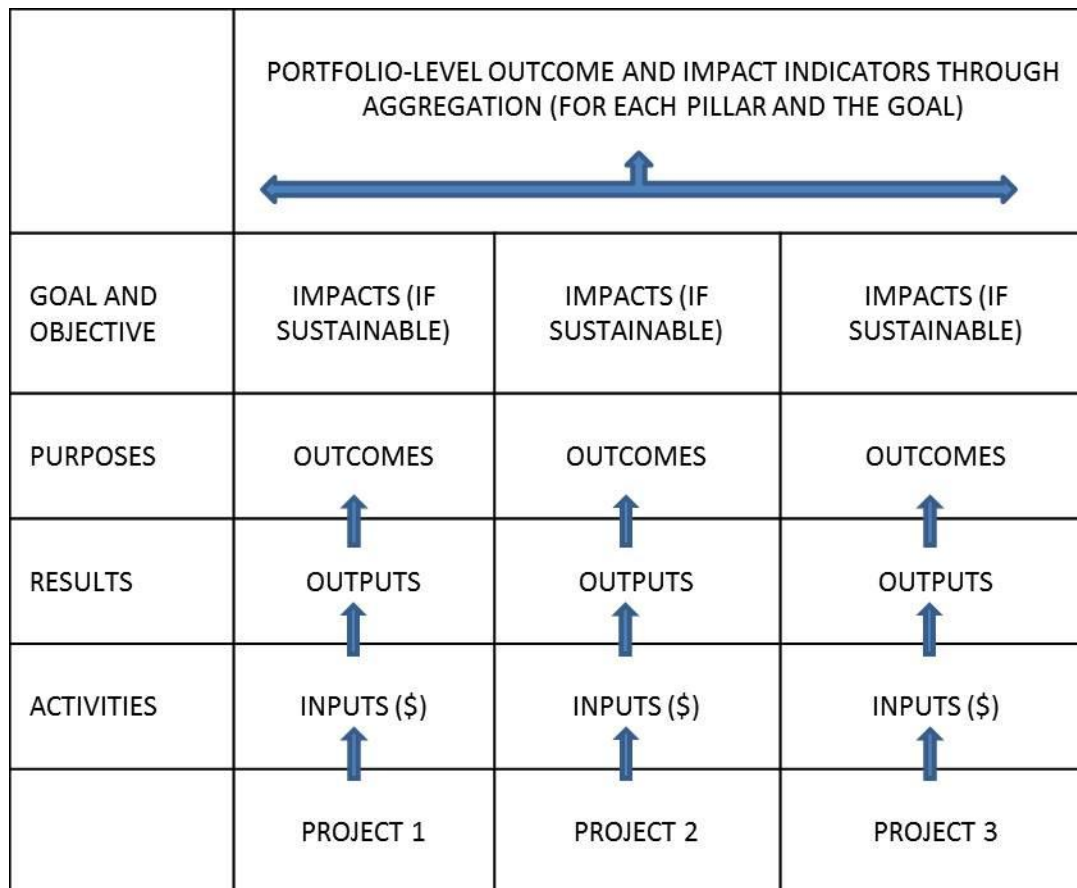 PORTFOLIO-LEVEL OUTCOME AND IMPACT INDICATORS THROUGH
AGGREGATION (FOR EACH PILLAR AND THE GOAL)
GOAL AND
OBJECTIVE
IMPACTS (IF
SUSTAINABLE)
IMPACTS (IF
SUSTAINABLE)
IMPACTS (IF
SUSTAINABLE)
PURPOSES
OUTCOMES
OUTCOMES
OUTCOMES
RESULTS
OUTPUTS
OUTPUTS
OUTPUTS
ACTIVITIES
INPUTS ($)
INPUTS ($)
INPUTS ($)
PROJECT 1
PROJECT 2
PROJECT 3